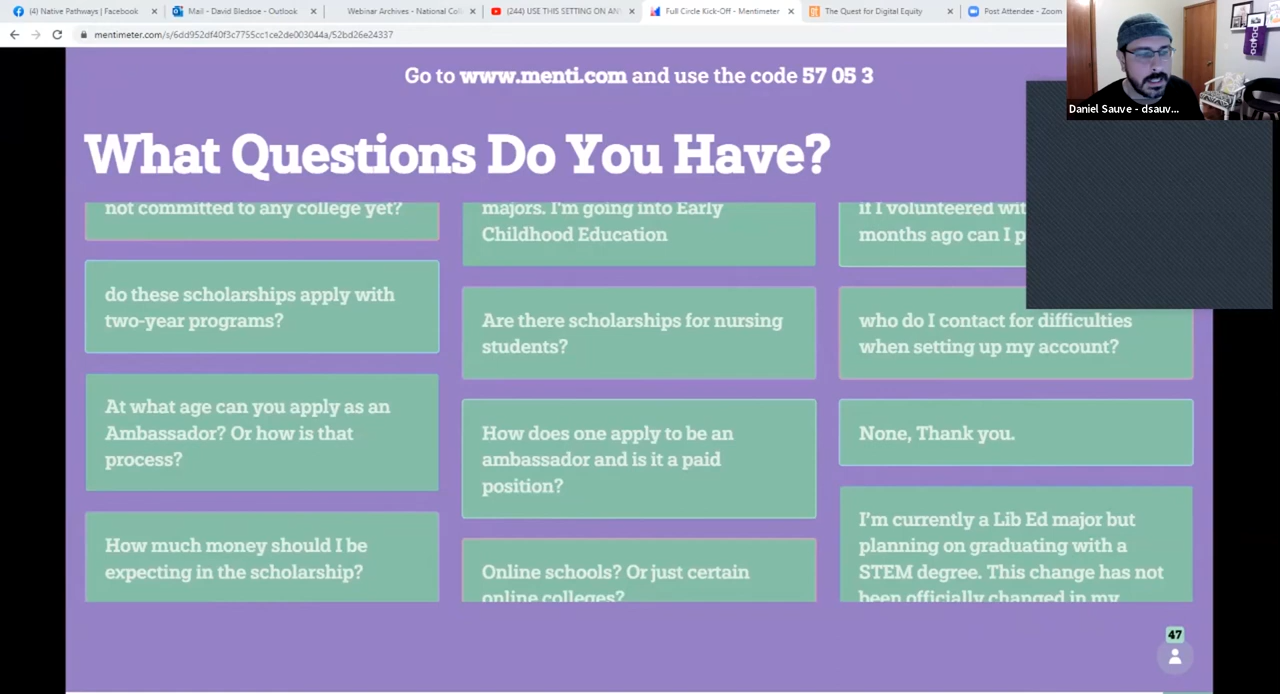 (4) Native Pathways | Facebook
Mail - David Bledsoe - Outlook
Webinar Archives - National Coll
(244) USE THIS SETTING ON AN
Full Circle Kick-Off - Mentimeter
The Quest for Digital Equity
Post Attendee - Zoom
mentimeter.com/s/6dd952df40f3c7755cc1ce2de003044a/52bd26e24337
Go to www.menti.com and use the code 57 05 3
Daniel Sauve - dsauv...
What Questions Do You Have?
not committed to any college yet?
do these scholarships apply with
two-year programs?
At what age can you apply as an
Ambassador? Or how is that
process?
How much money should I be
expecting in the scholarship?
majors. I'm going into Early
Childhood Education
Are there scholarships for nursing
students?
How does one apply to be an
ambassador and is it a paid
position?
Online schools? Or just certain
online colleges?
if I volunteered wit
months ago can I p
who do I contact for difficulties
when setting up my account?
None, Thank you.
I'm currently a Lib Ed major but
planning on graduating with a
STEM degree. This change has not
been officially changed in my
47